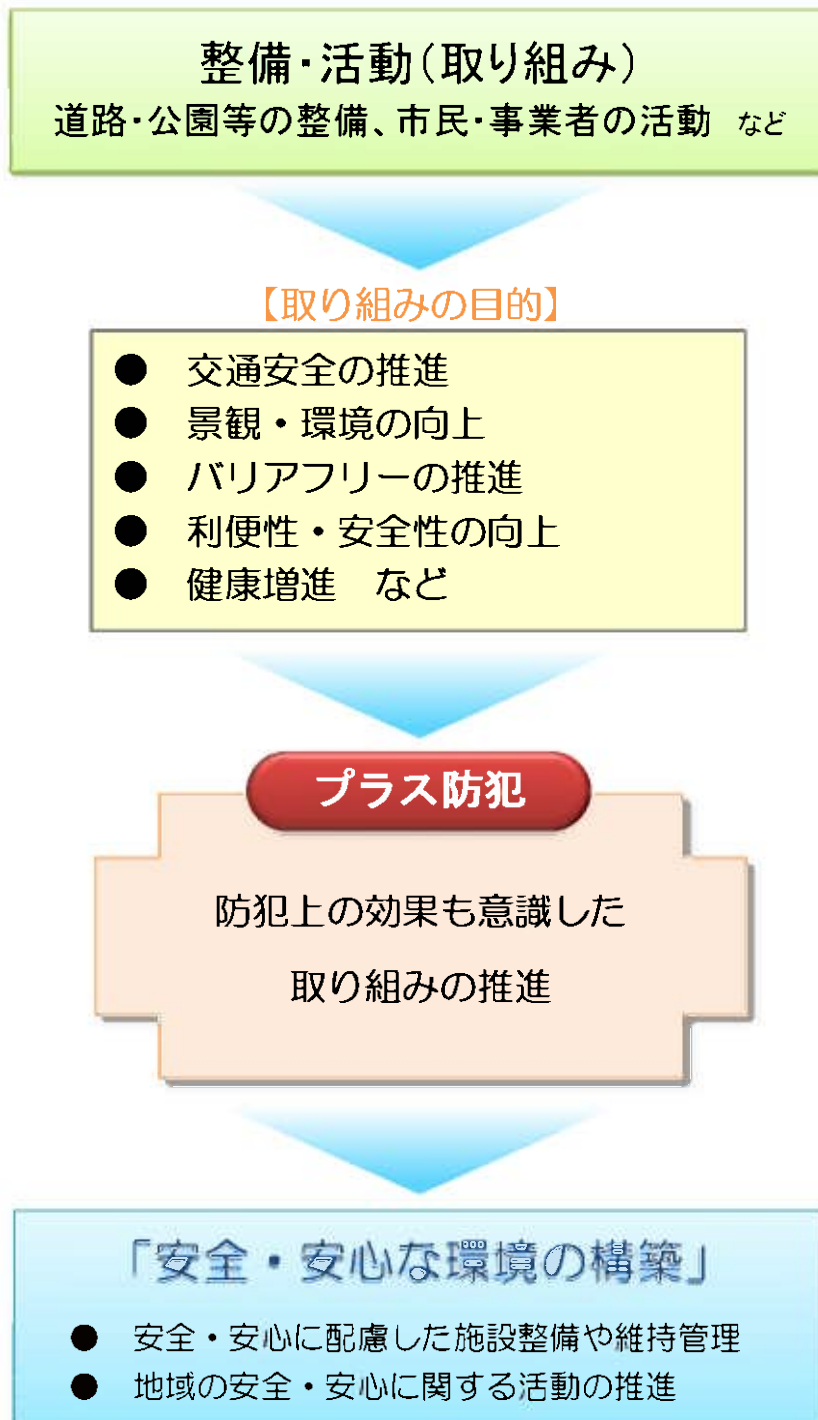 整備・活動(取り組み)
道路・公園等の整備、市民・事業者の活動 など
【取り組みの目的】
● 交通安全の推進
● 景観・環境の向上
● バリアフリーの推進
● 利便性・安全性の向上
● 健康増進 など
プラス防犯
防犯上の効果も意識した
取り組みの推進
「安全・安心な環境の構築」
● 安全・安心に配慮した施設整備や維持管理
● 地域の安全・安心に関する活動の推進